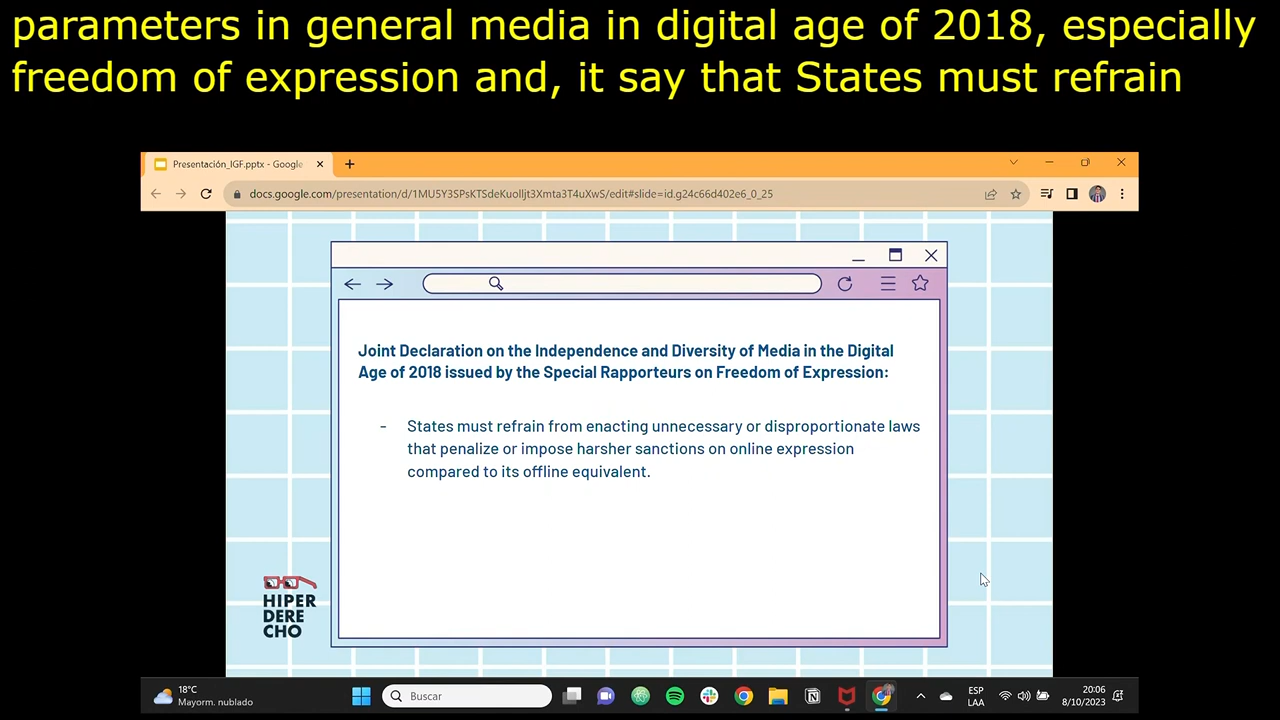 parameters in general media in digital age of 2018, especially
freedom of expression and, it say that States must refrain
Presentación_IGF.pptx - Google
docs.google.com/presentation/d/1MU5Y3SPsKTSdeKuolljt3Xmta3T4uXwS/edit#slide=id.g24c66d402e6_0_25
Joint Declaration on the Independence and Diversity of Media in the Digital
Age of 2018 issued by the Special Rapporteurs on Freedom of Expression:
- States must refrain from enacting unnecessary or disproportionate laws
that penalize or impose harsher sanctions on online expression
compared to its offline equivalent.
HIPER
DERE
CHO
18°C
Mayorm. nublado
Buscar
ESP
LAA
20:06
8/10/2023